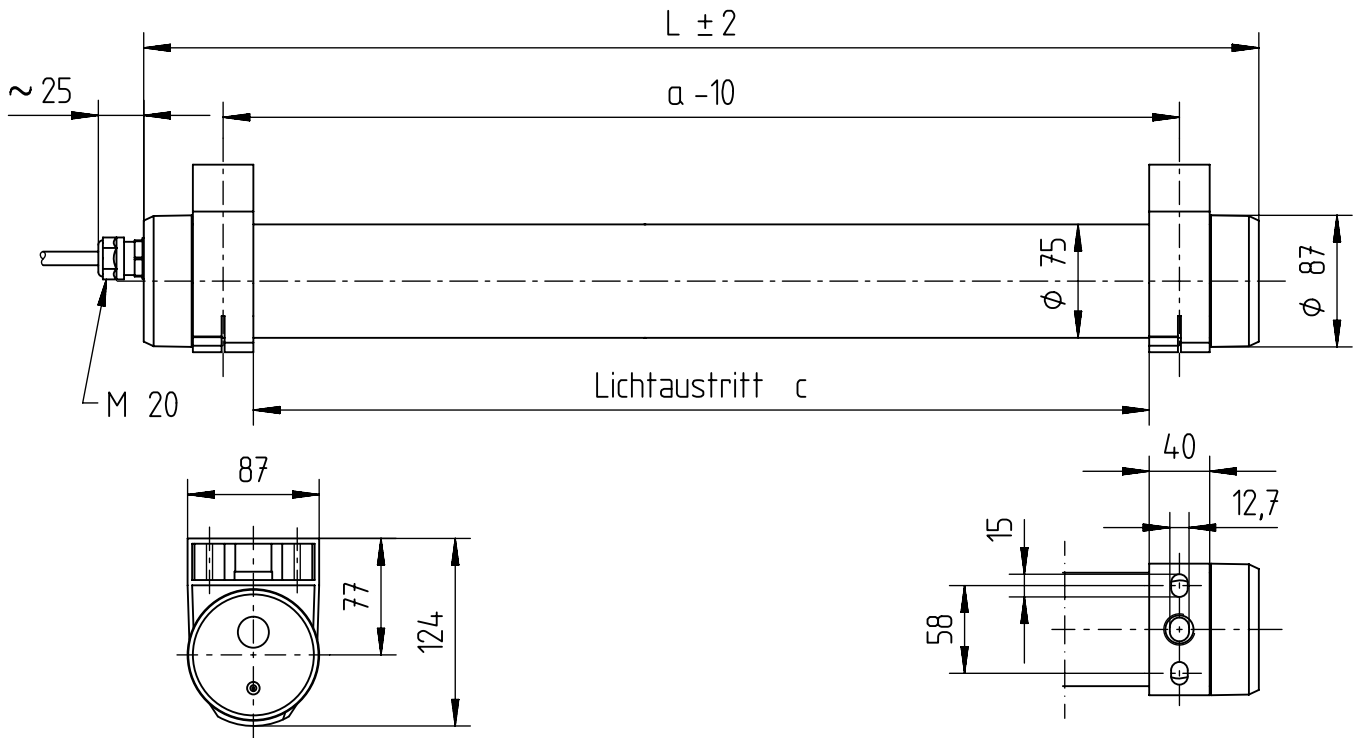 L ± 2
~ 25
a -10
ϕ 75
ϕ 87
M 20
Lichtaustritt c
87
77
124
40
12,7
15
58